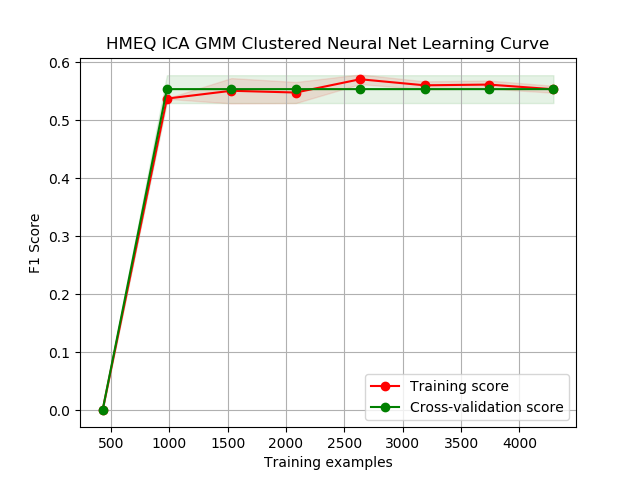 HMEQ ICA GMM Clustered Neural Net Learning Curve
0.6
0.5
0.4
0.3
0.2
0.1
0.0
F1 Score
Training score
Cross-validation score
500 1000 1500 2000 2500 3000 3500 4000
Training examples